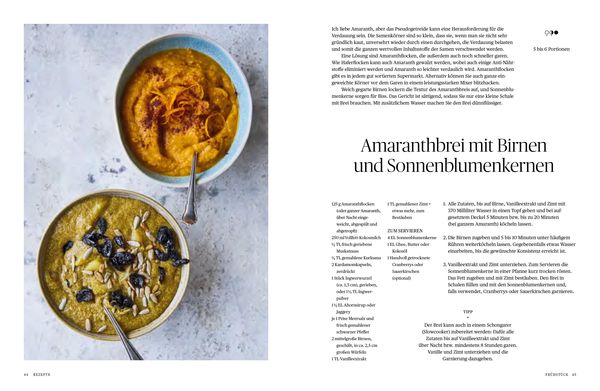 Ich liebe Amaranth, aber das Pseudogetreide kann eine Herausforderung für die
Verdauung sein. Die Samenkörner sind so klein, dass sie, wenn man sie nicht sehr
gründlich kaut, unversehrt wieder durch einen durchgehen, die Verdauung belasten
und somit die ganzen wertvollen Inhaltsstoffe der Samen verschwendet werden.
Eine Lösung sind Amaranthflocken, die außerdem auch noch schneller garen.
Wie Haferflocken kann auch Amaranth gewalzt werden, wobei auch einige Anti-Nähr-
stoffe eliminiert werden und Amaranth so leichter verdaulich wird. Amaranthflocken
gibt es in jedem gut sortierten Supermarkt. Alternativ können Sie auch ganze ein-
geweichte Körner vor dem Garen in einem leistungsstarken Mixer blitzhacken.
Weich gegarte Birnen lockern die Textur des Amaranthbreis auf, und Sonnenblu-
menkerne sorgen für Biss. Das Gericht ist sättigend, sodass Sie nur eine kleine Schale
mit Brei brauchen. Mit zusätzlichem Wasser machen Sie den Brei dünnflüssiger.
5 bis 6 Portionen
Amaranthbrei mit Birnen
und Sonnenblumenkernen
125 g Amaranthflocken
(oder ganzer Amaranth,
über Nacht einge-
weicht, abgespült und
abgetropft)
250 ml Vollfett-Kokosmilch
½ TL frisch geriebene
Muskatnuss
¾ TL gemahlene Kurkuma
2 Kardamomkapseln,
zerdrückt
1 Stück Ingwerwurzel
(ca. 1,5 cm), gerieben,
oder 1½ TL Ingwer-
pulver
1½ EL Ahornsirup oder
Jaggery
je 1 Prise Meersalz und
frisch gemahlener
schwarzer Pfeffer
2 mittelgroße Birnen,
geschält, in ca. 2,5 cm
großen Würfeln
1 TL Vanilleextrakt
1 TL gemahlener Zimt +
etwas mehr, zum
Bestäuben
ZUM SERVIEREN
4 EL Sonnenblumenkerne
1 EL Ghee, Butter oder
Kokosöl
1 Handvoll getrocknete
Cranberrys oder
Sauerkirschen
(optional)
1. Alle Zutaten, bis auf Birne, Vanilleextrakt und Zimt mit
370 Milliliter Wasser in einen Topf geben und bei auf-
gesetztem Deckel 5 Minuten bzw. bis zu 20 Minuten
(bei ganzem Amaranth) köcheln lassen.
2. Die Birnen zugeben und 5 bis 10 Minuten unter häufigem
Rühren weiterköcheln lassen. Gegebenenfalls etwas Wasser
einarbeiten, bis die gewünschte Konsistenz erreicht ist.
3. Vanilleextrakt und Zimt unterziehen. Zum Servieren die
Sonnenblumenkerne in einer Pfanne kurz trocken rösten.
Das Fett zugeben und mit Zimt bestäuben. Den Brei in
Schalen füllen und mit den Sonnenblumenkernen und,
falls verwendet, Cranberrys oder Sauerkirschen garnieren.
TIPP
Der Brei kann auch in einem Schongarer
(Slowcooker) zubereitet werden: Dafür alle
Zutaten bis auf Vanilleextrakt und Zimt
über Nacht bzw. mindestens 8 Stunden garen.
Vanille und Zimt unterziehen und die
Garnierung dazugeben.
44 REZEPTE
FRÜHSTÜCK 45